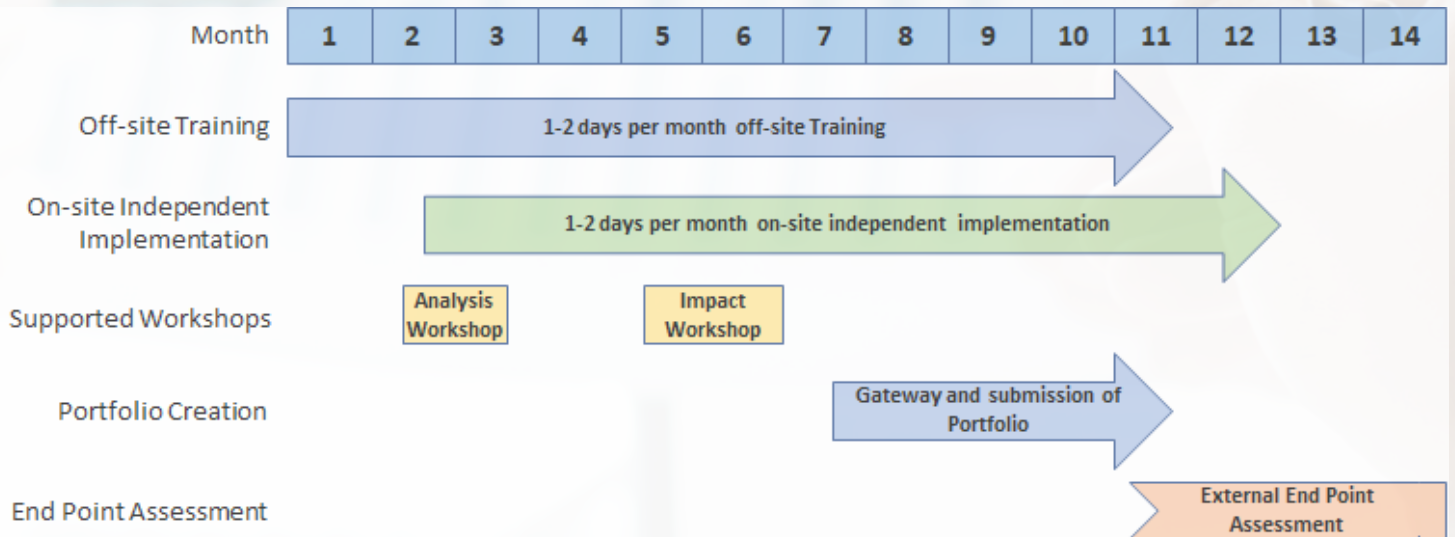 Month 1 2 3 4 5 6 7 8 9 10 11 12 13 14
Off-site Training
1-2 days per month off-site Training
On-site Independent
Implementation
1-2 days per month on-site independent implementation
Supported Workshops
Analysis
Workshop
Impact
Workshop
Portfolio Creation
Gateway and submission of
Portfolio
End Point Assessment
External End Point
Assessment